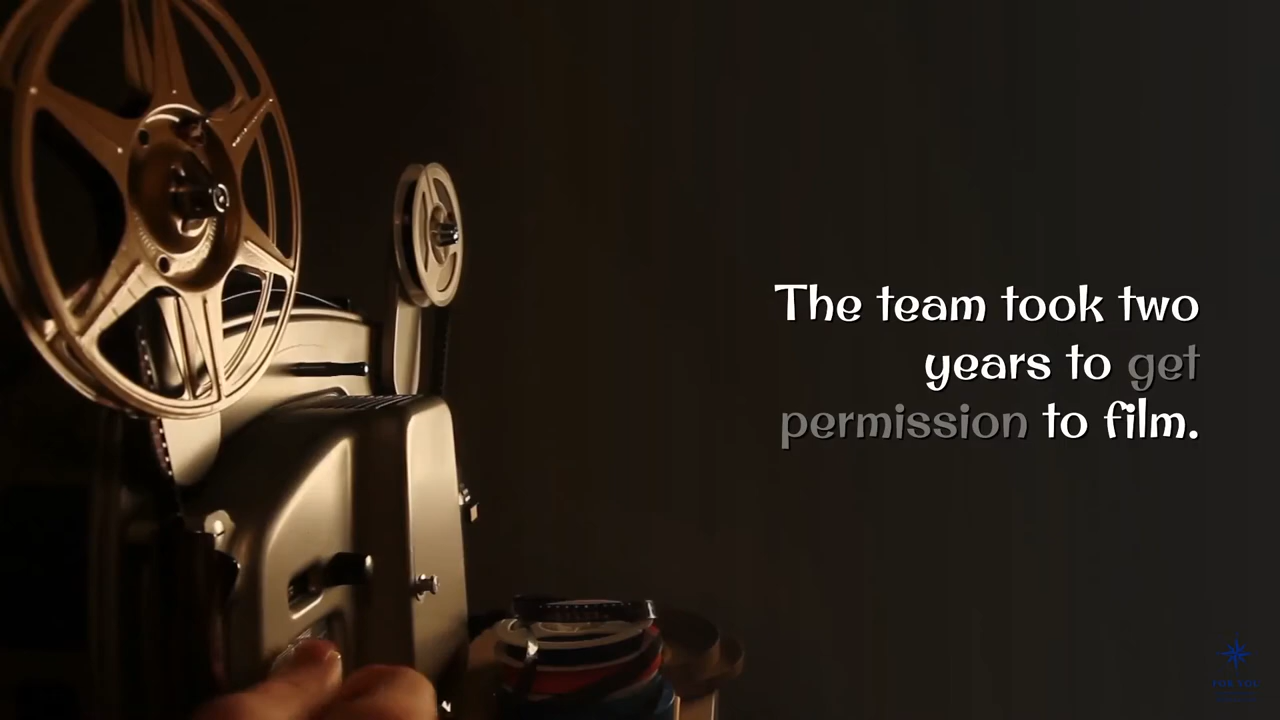 The team took two
years to get
permission to film.